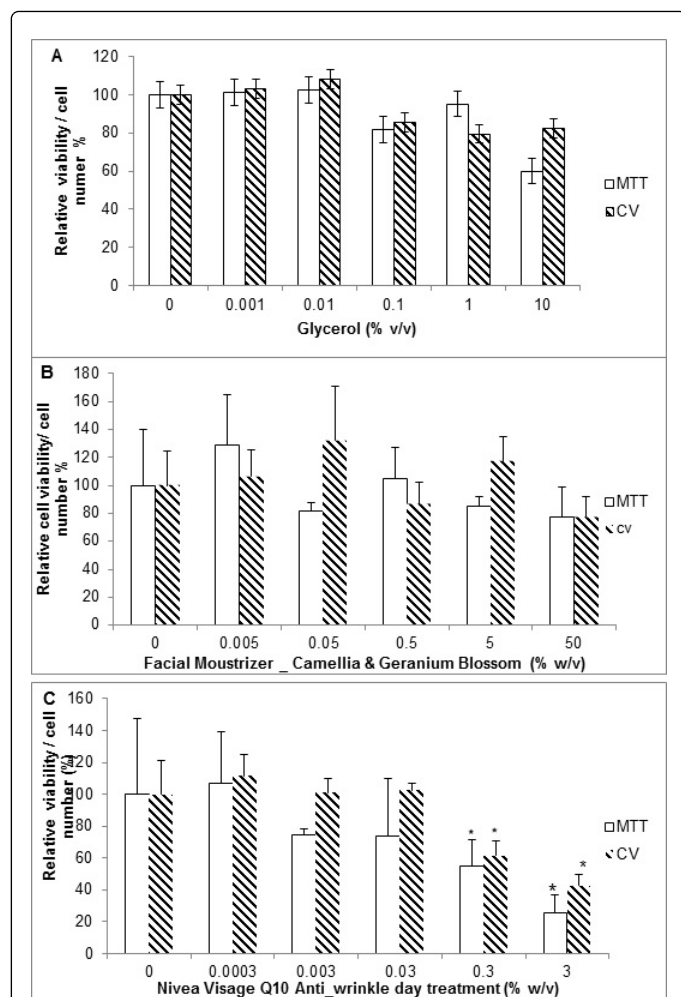 A
120
100
80
60
40
20
0
Relative viability / cell
numer %
0 0.001 0.01 0.1 1 10
Glycerol (% v/v)
MTT
CV
B
180
160
140
120
100
80
60
40
20
0
Relative cell viability/ cell
number %
0 0.005 0.05 0.5 5 50
Facial Moustrizer _ Camellia & Geranium Blossom (% w/v)
MTT
cv
C
160
140
120
100
80
60
40
20
0
Relative viability / cell
number (%)
* * * *
0 0.0003 0.003 0.03 0.3 3
Nivea Visage Q10 Anti_wrinkle day treatment (% w/v)
MTT
CV